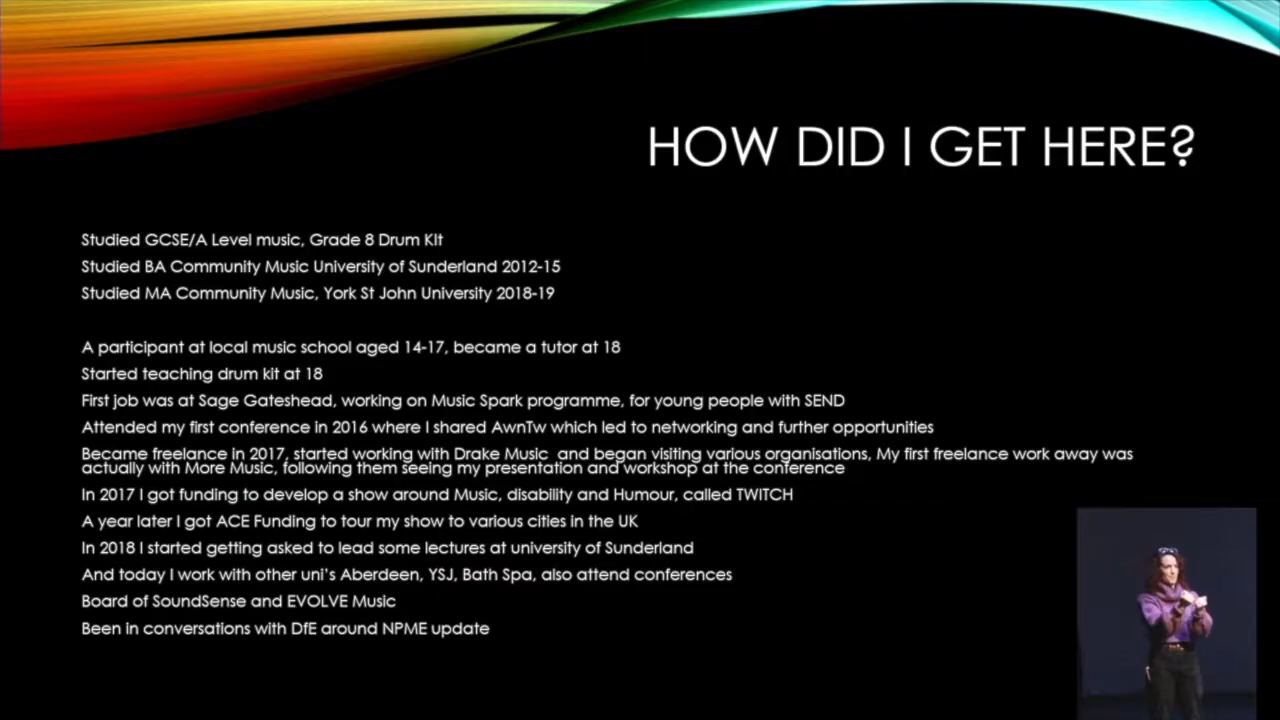 HOW DID I GET HERE?
Studied GCSE/A Level music, Grade 8 Drum KIt
Studied BA Community Music University of Sunderland 2012-15
Studied MA Community Music, York St John University 2018-19
A participant at local music school aged 14-17, became a tutor at 18
Started teaching drum kit at 18
First job was at Sage Gateshead, working on Music Spark programme, for young people with SEND
Attended my first conference in 2016 where I shared AwnTw which led to networking and further opportunities
Became freelance in 2017, started working with Drake Music  and began visiting various organisations, My first freelance work away was
actually with More Music, following them seeing my presentation and workshop at the conference
In 2017 I got funding to develop a show around Music, disability and Humour, called TWITCH
A year later I got ACE Funding to tour my show to various cities in the UK
In 2018 I started getting asked to lead some lectures at university of Sunderland
And today I work with other uni's Aberdeen, YSJ, Bath Spa, also attend conferences
Board of SoundSense and EVOLVE Music
Been in conversations with DfE around NPME update